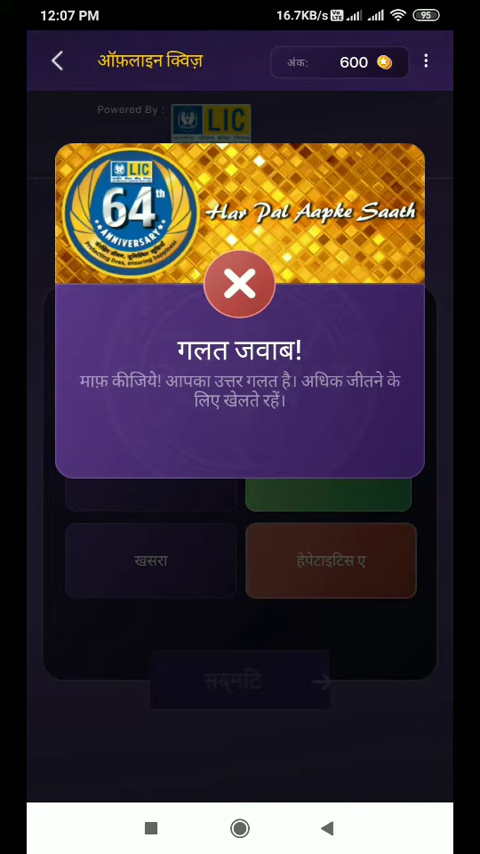 12:07 PM
16.7KB/s
95
ऑफ़लाइन क्विज़
अंक:
600
Powered By :
LIC
LIC
64th
ANNIVERSARY
Har Pal Aapke Saath
गलत जवाब!
माफ़ कीजिये! आपका उत्तर गलत है। अधिक जीतने के
लिए खेलते रहें।
खसरा
हेपेटाइटिस ए
सब्मिट